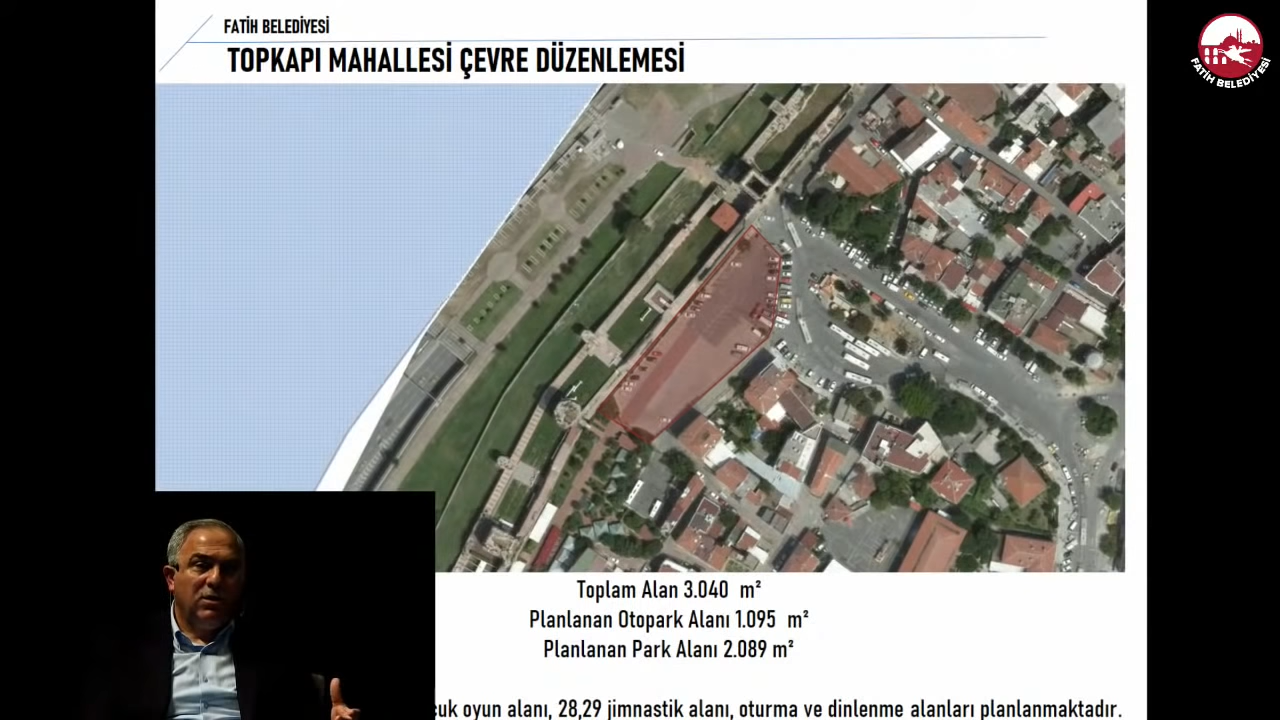 FATİH BELEDİYESİ
TOPKAPI MAHALLESİ ÇEVRE DÜZENLEMESİ
FATİH BELEDİYESİ
Toplam Alan 3.040 m²
Planlanan Otopark Alanı 1.095 m²
Planlanan Park Alanı 2.089 m²
oyun alanı, 28,29 jimnastik alanı, oturma ve dinlenme alanları planlanmaktadır.